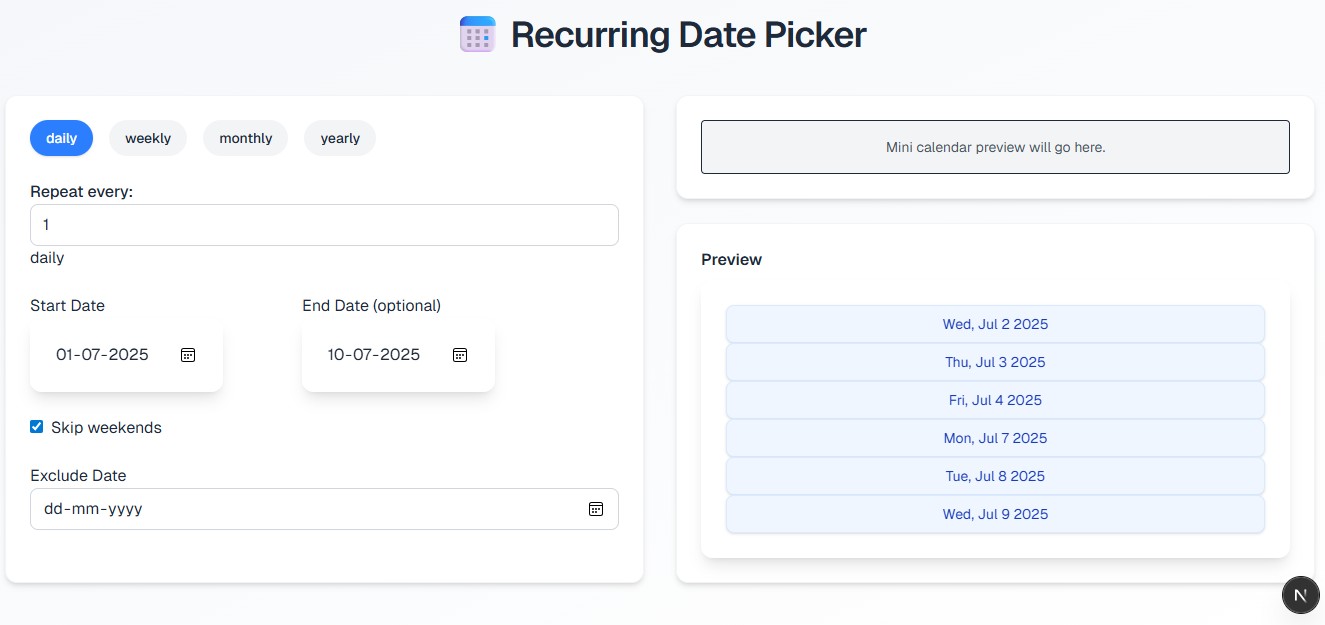 Recurring Date Picker
daily weekly monthly yearly
Repeat every:
1
daily
Start Date End Date (optional)
01-07-2025 10-07-2025
Skip weekends
Exclude Date
dd-mm-yyyy
Mini calendar preview will go here.
Preview
Wed, Jul 2 2025
Thu, Jul 3 2025
Fri, Jul 4 2025
Mon, Jul 7 2025
Tue, Jul 8 2025
Wed, Jul 9 2025
N